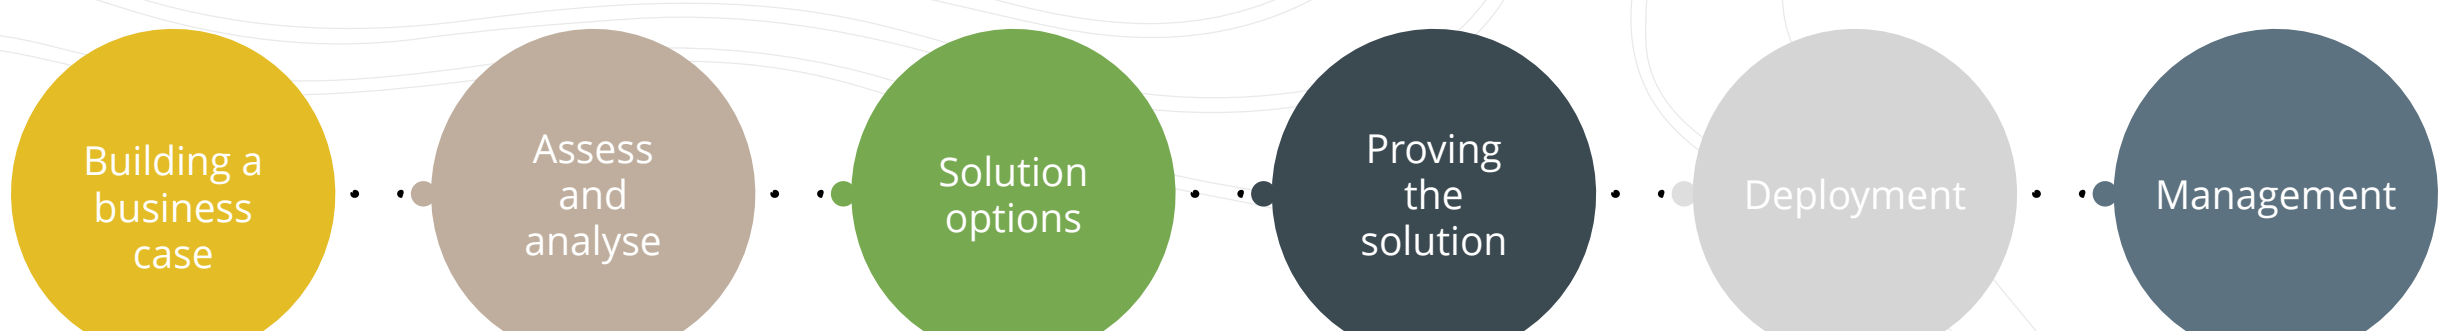 Building a
business
case
Assess
and
analyse
Solution
options
Proving
the
solution
Deployment
Management